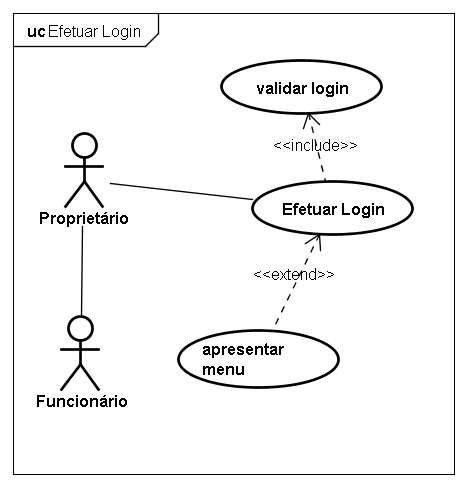 uc Efetuar Login
validar login
<<include>>
Proprietário
Efetuar Login
<<extend>>
apresentar
menu
Funcionário